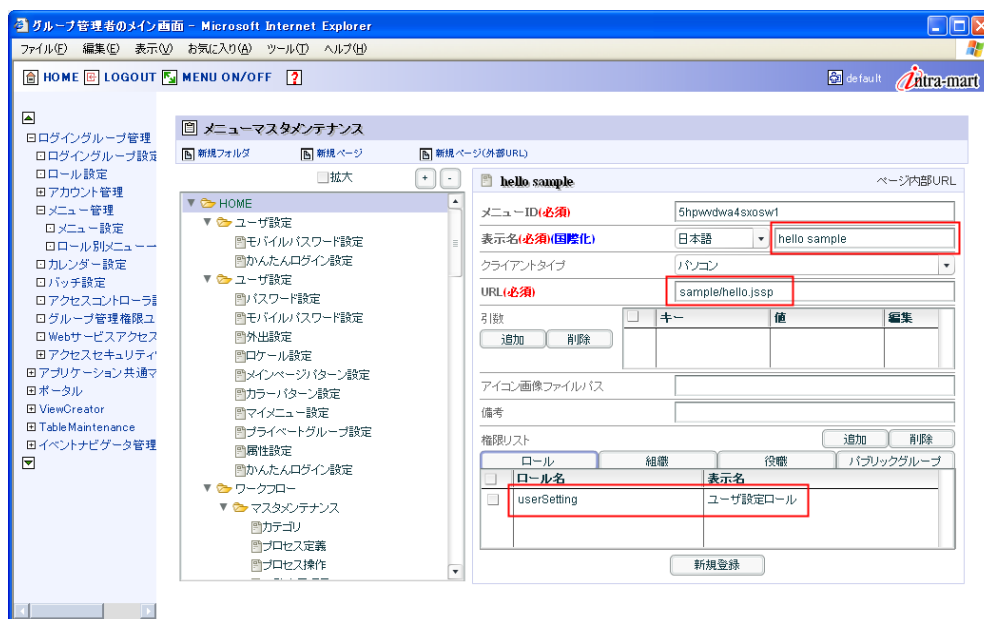 グループ管理者のメイン画面 - Microsoft Internet Explorer
ファイル(F) 編集(E) 表示(V) お気に入り(A) ツール(T) ヘルプ(H)
HOME LOGOUT MENU ON/OFF ? default intra-mart
ログイングループ管理
ログイングループ設定
ロール設定
アカウント管理
メニュー管理
メニュー設定
ロール別メニュー一
カレンダー設定
バッチ設定
アクセスコントローラ
グループ管理権限ユ
Webサービスアクセス
アクセスセキュリティ
アプリケーション共通マ
ポータル
ViewCreator
TableMaintenance
イベントナビゲータ管理
メニューマスタメンテナンス
新規フォルダ 新規ページ 新規ページ(外部URL)
拡大 + -
HOME
ユーザ設定
モバイルパスワード設定
かんたんログイン設定
ユーザ設定
パスワード設定
モバイルパスワード設定
外出設定
ロケール設定
メインページパターン設定
カラーパターン設定
マイメニュー設定
プライベートグループ設定
属性設定
かんたんログイン設定
ワークフロー
マスタメンテナンス
カテゴリ
プロセス定義
プロセス操作
hello sample ページ内部URL
メニューID(必須) 5hpwvdwa4sxosw1
表示名(必須)(国際化) 日本語 hello sample
クライアントタイプ パソコン
URL(必須) sample/hello.jssp
引数 キー 値 編集
追加 削除
アイコン画像ファイルパス
備考
権限リスト 追加 削除
ロール 組織 役職 パブリックグループ
ロール名 表示名
userSetting ユーザ設定ロール
新規登録